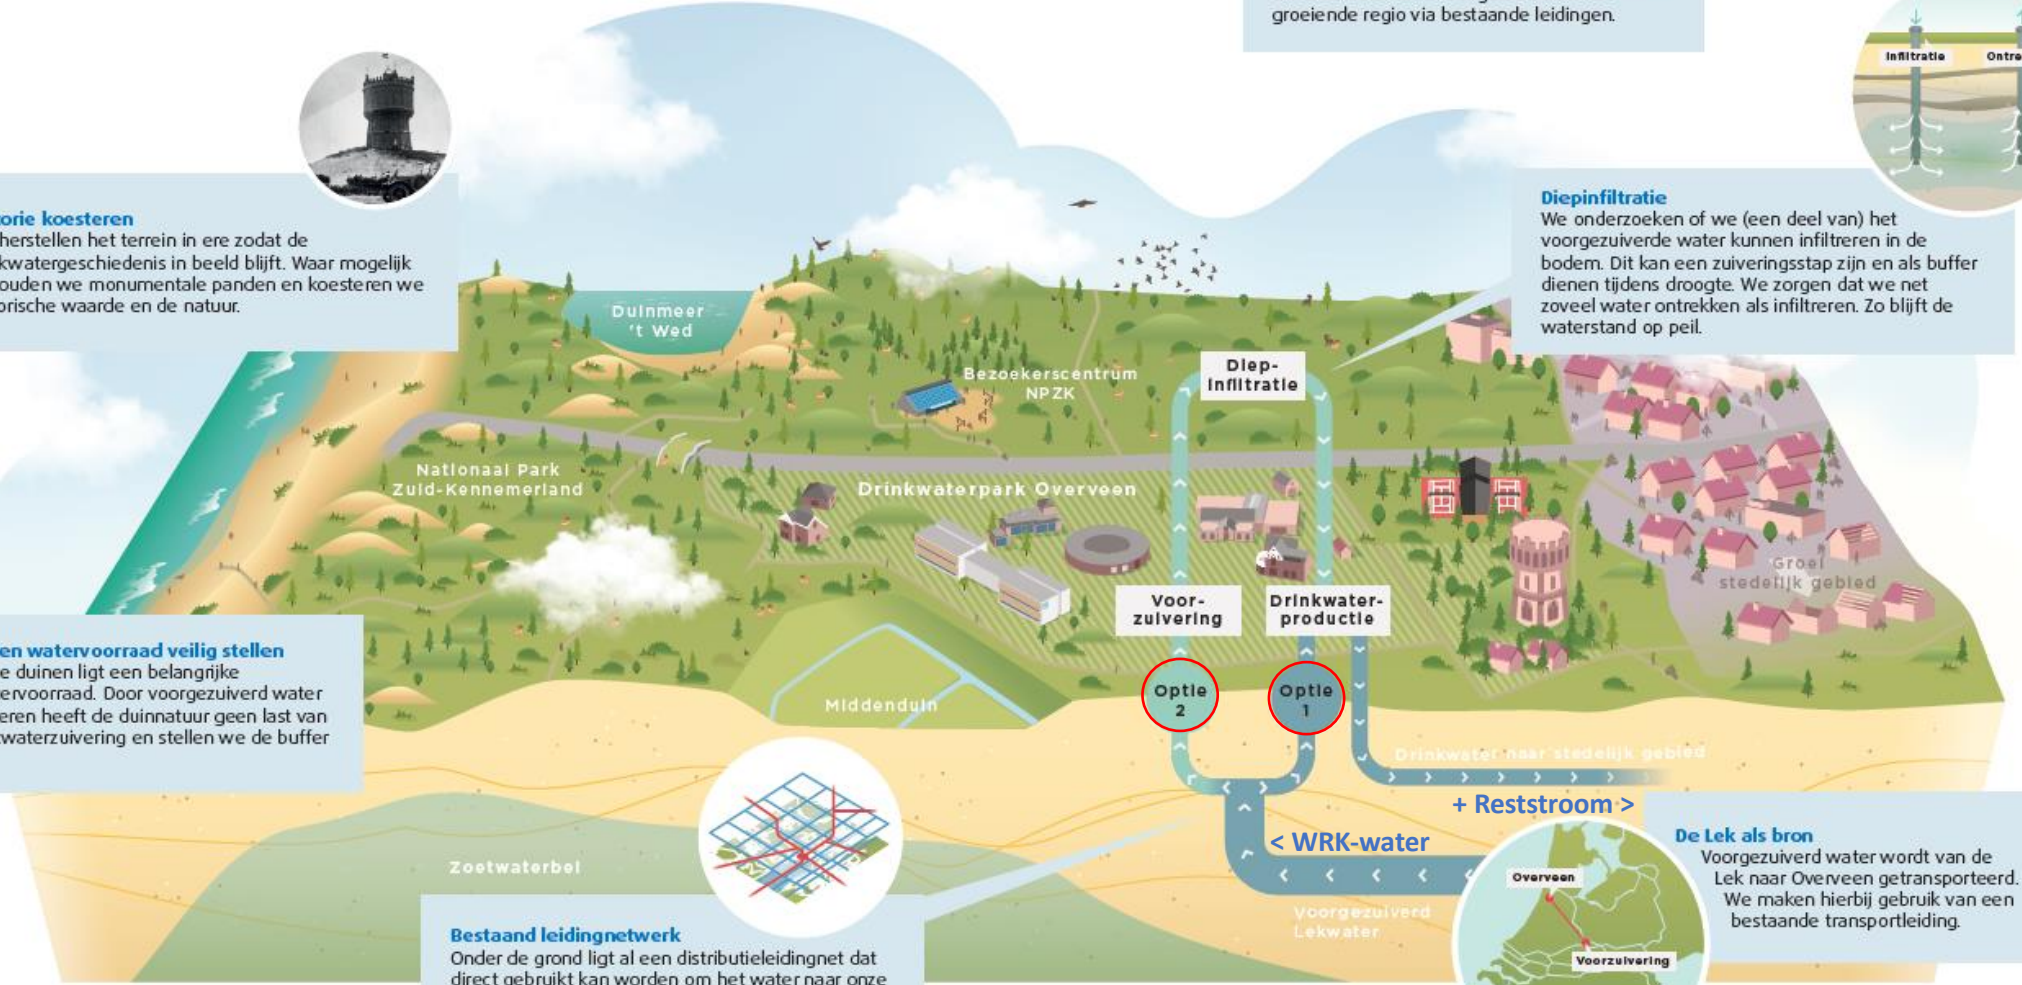 groeiende regio via bestaande leidingen.
Infiltratie
Ontre
orie koesteren
herstellen het terrein in ere zodat de
kwatergeschiedenis in beeld blijft. Waar mogelijk
ouden we monumentale panden en koesteren we
orische waarde en de natuur.
Diepinfiltratie
We onderzoeken of we (een deel van) het
voorgezuiverde water kunnen infiltreren in de
bodem. Dit kan een zuiveringsstap zijn en als buffer
dienen tijdens droogte. We zorgen dat we net
zoveel water ontrekken als infiltreren. Zo blijft de
waterstand op peil.
Duinmeer
't Wed
Bezoekerscentrum
NPZK
Diep-
infiltratie
Nationaal Park
Zuid-Kennemerland
Drinkwaterpark Overveen
Groei
stedelijk gebied
Voor-
zuivering
Drinkwater-
productie
en watervoorraad veilig stellen
e duinen ligt een belangrijke
ervoorraad. Door voorgezuiverd water
eren heeft de duinnatuur geen last van
waterzuivering en stellen we de buffer
Middenduin
Optie
2
Optie
1
Drinkwater naar stedelijk gebied
+ Reststroom >
< WRK-water
Zoetwaterbel
Voorgezuiverd
Lekwater
De Lek als bron
Voorgezuiverd water wordt van de
Lek naar Overveen getransporteerd.
We maken hierbij gebruik van een
bestaande transportleiding.
Overveen
Voorzuivering
Bestaand leidingnetwerk
Onder de grond ligt al een distributieleidingnet dat
direct gebruikt kan worden om het water naar onze